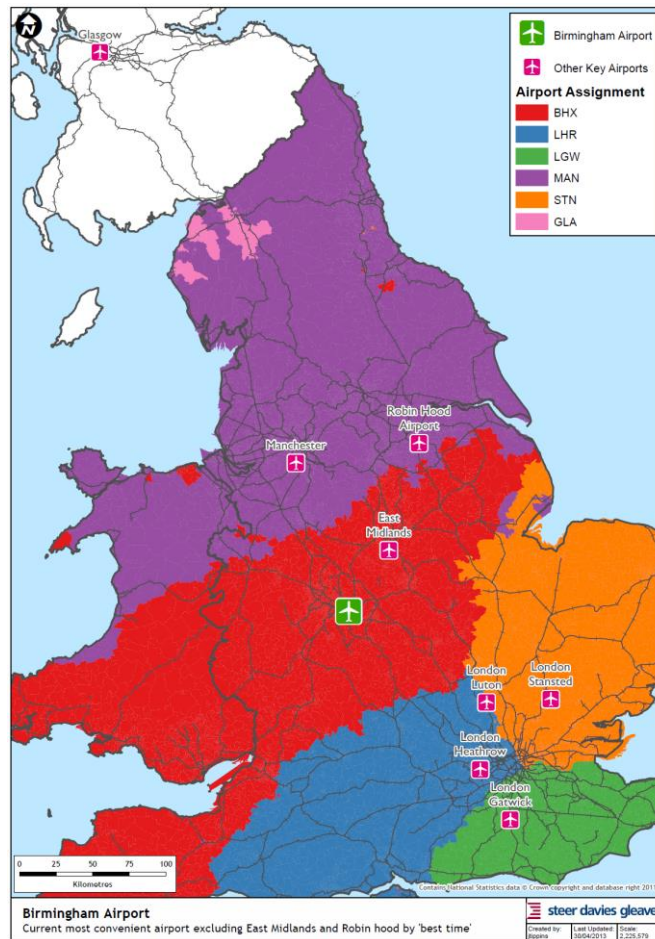 N
Glasgow
Birmingham Airport
Other Key Airports
Airport Assignment
BHX
LHR
LGW
MAN
STN
GLA
Robin Hood
Airport
Manchester
East
Midlands
London
Luton
London
Stansted
London
Heathrow
London
Gatwick
0 25 50 75 100
Kilometres
Contains National Statistics data © Crown copyright and database right 201
Birmingham Airport
Current most convenient airport excluding East Midlands and Robin hood by 'best time'
steer davies gleave
Created by:
Last Updated:
30/04/2013
Scale:
2,225,579